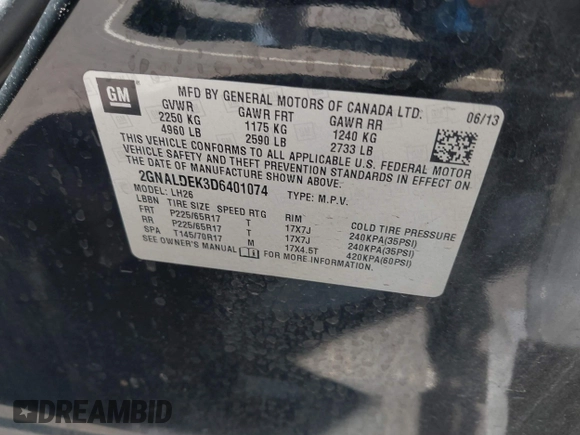 GM
MFD BY GENERAL MOTORS OF CANADA LTD. 06/13
GVWR GAWR FRT GAWR RR
2250 KG 1175 KG 1240 KG
4960 LB 2590 LB 2733 LB
THIS VEHICLE CONFORMS TO ALL APPLICABLE U.S. FEDERAL MOTOR
VEHICLE SAFETY AND THEFT PREVENTION STANDARDS IN EFFECT ON
THE DATE OF MANUFACTURE SHOWN ABOVE.
2GNALDEK3D6401074 TYPE: M.P.V.
MODEL: LH26
LBBN TIRE SIZE SPEED RTG RIM COLD TIRE PRESSURE
FRT P225/65R17 T 17X7J 240KPA(35PSI)
RR P225/65R17 T 17X7J 240KPA(35PSI)
SPA T145/70R17 M 17X4.5T 420KPA(60PSI)
SEE OWNER'S MANUAL FOR MORE INFORMATION.
DREAMBID